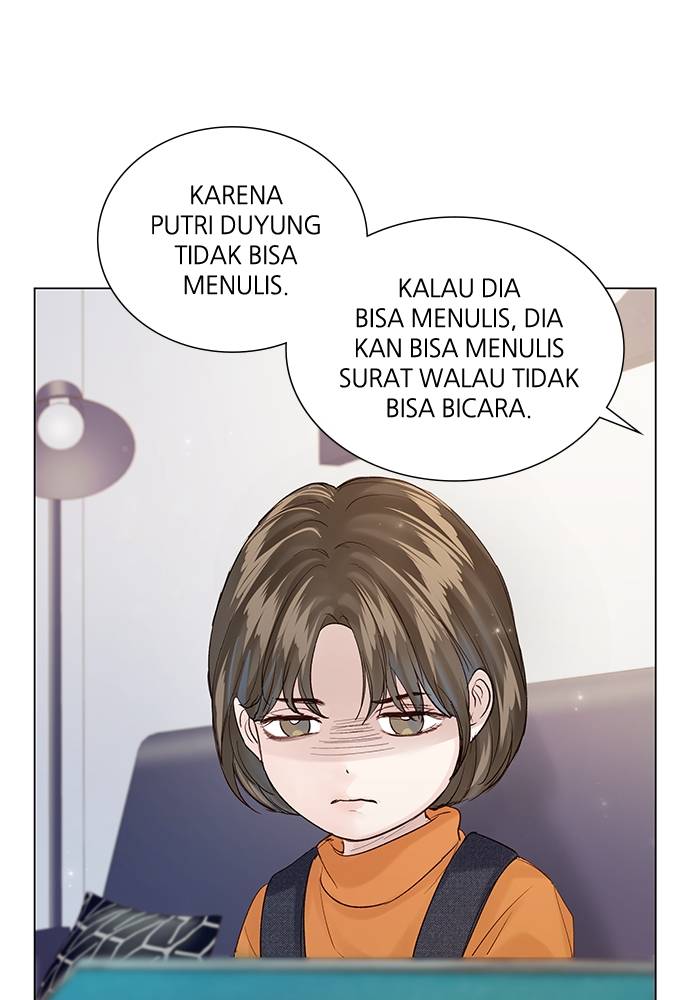 KARENA
PUTRI DUYUNG
TIDAK BISA
MENULIS.
KALAU DIA
BISA MENULIS, DIA
KAN BISA MENULIS
SURAT WALAU TIDAK
BISA BICARA.